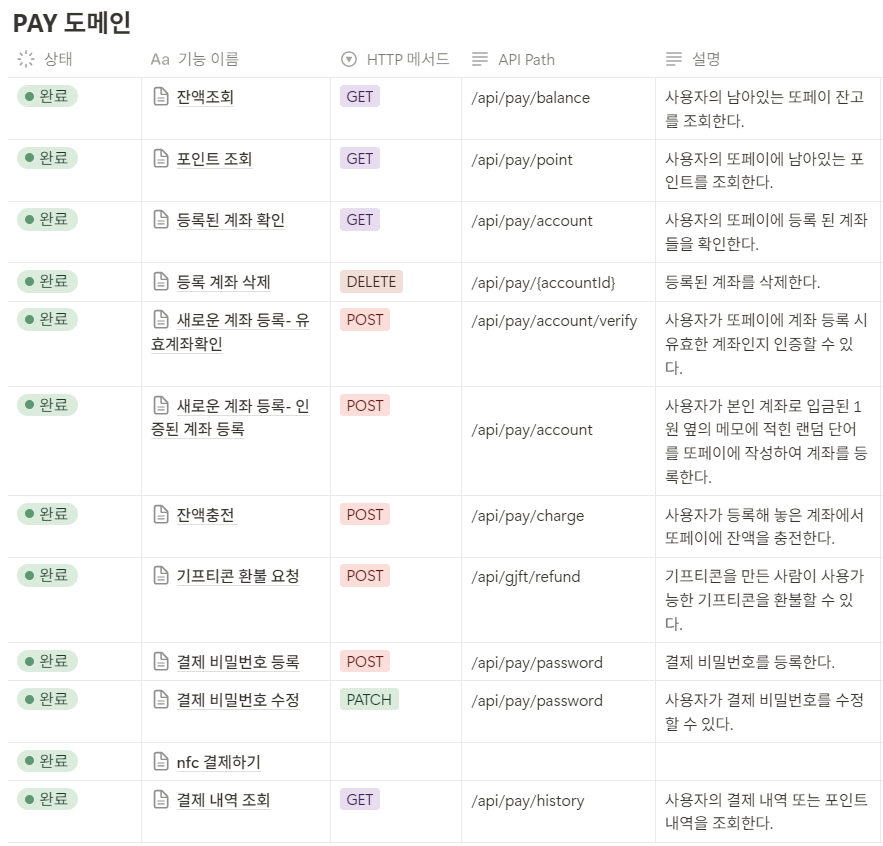 PAY 도메인
상태 Aa 기능 이름 HTTP 메서드 API Path 설명
완료 잔액조회 GET /api/pay/balance 사용자의 남아있는 또페이 잔고
를 조회한다.
완료 포인트 조회 GET /api/pay/point 사용자의 또페이에 남아있는 포
인트를 조회한다.
완료 등록된 계좌 확인 GET /api/pay/account 사용자의 또페이에 등록 된 계좌
들을 확인한다.
완료 등록 계좌 삭제 DELETE /api/pay/{accountId} 등록된 계좌를 삭제한다.
완료 새로운 계좌 등록- 유 POST /api/pay/account/verify 사용자가 또페이에 계좌 등록 시
효계좌확인 유효한 계좌인지 인증할 수 있
다.
완료 새로운 계좌 등록- 인 POST 사용자가 본인 계좌로 입금된 1
증된 계좌 등록 /api/pay/account 원 옆의 메모에 적힌 랜덤 단어
를 또페이에 작성하여 계좌를 등
록한다.
완료 잔액충전 POST /api/pay/charge 사용자가 등록해 놓은 계좌에서
또페이에 잔액을 충전한다.
완료 기프티콘 환불 요청 POST /api/gjft/refund 기프티콘을 만든 사람이 사용가
능한 기프티콘을 환불할 수 있
다.
완료 결제 비밀번호 등록 POST /api/pay/password 결제 비밀번호를 등록한다.
완료 결제 비밀번호 수정 PATCH /api/pay/password 사용자가 결제 비밀번호를 수정
할 수 있다.
완료 nfc 결제하기
완료 결제 내역 조회 GET /api/pay/history 사용자의 결제 내역 또는 포인트
내역을 조회한다.